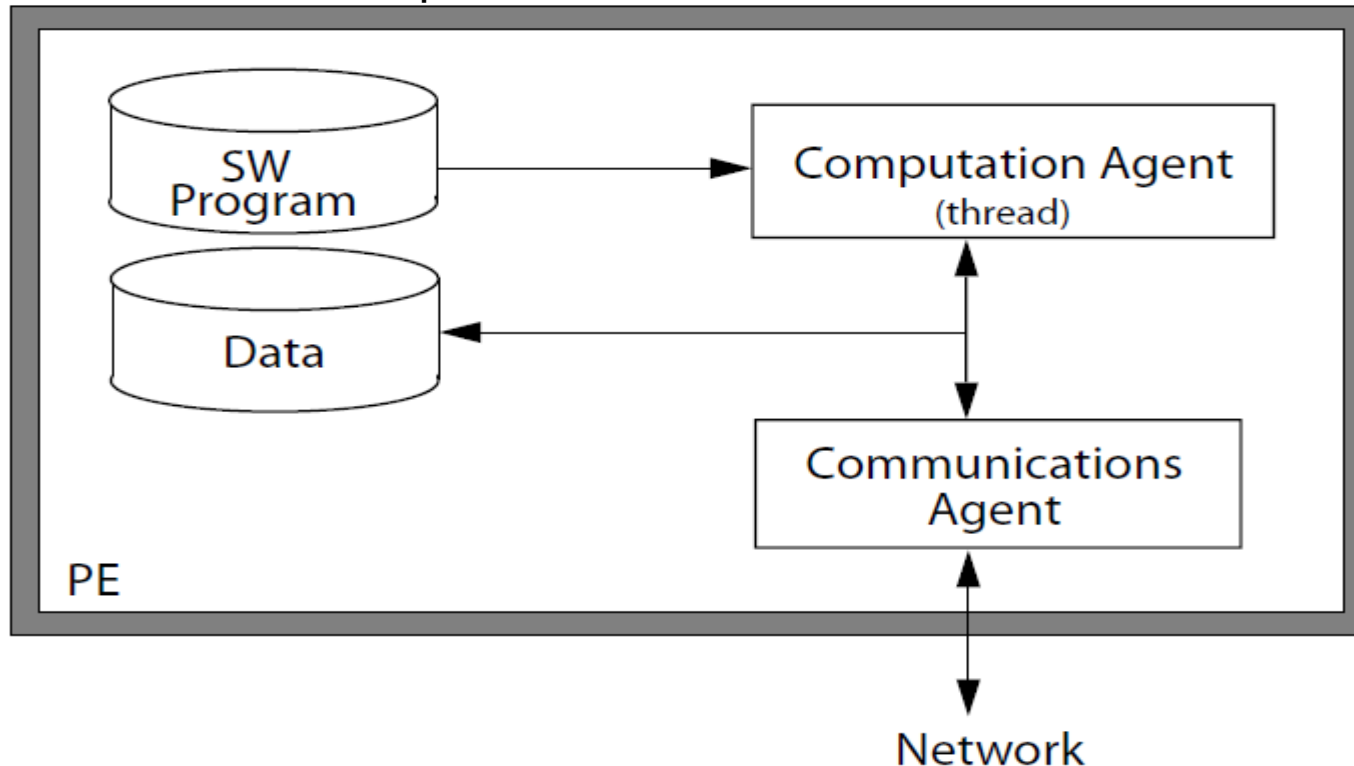 SW
Program
Computation Agent
(thread)
Data
Communications
Agent
PE
Network